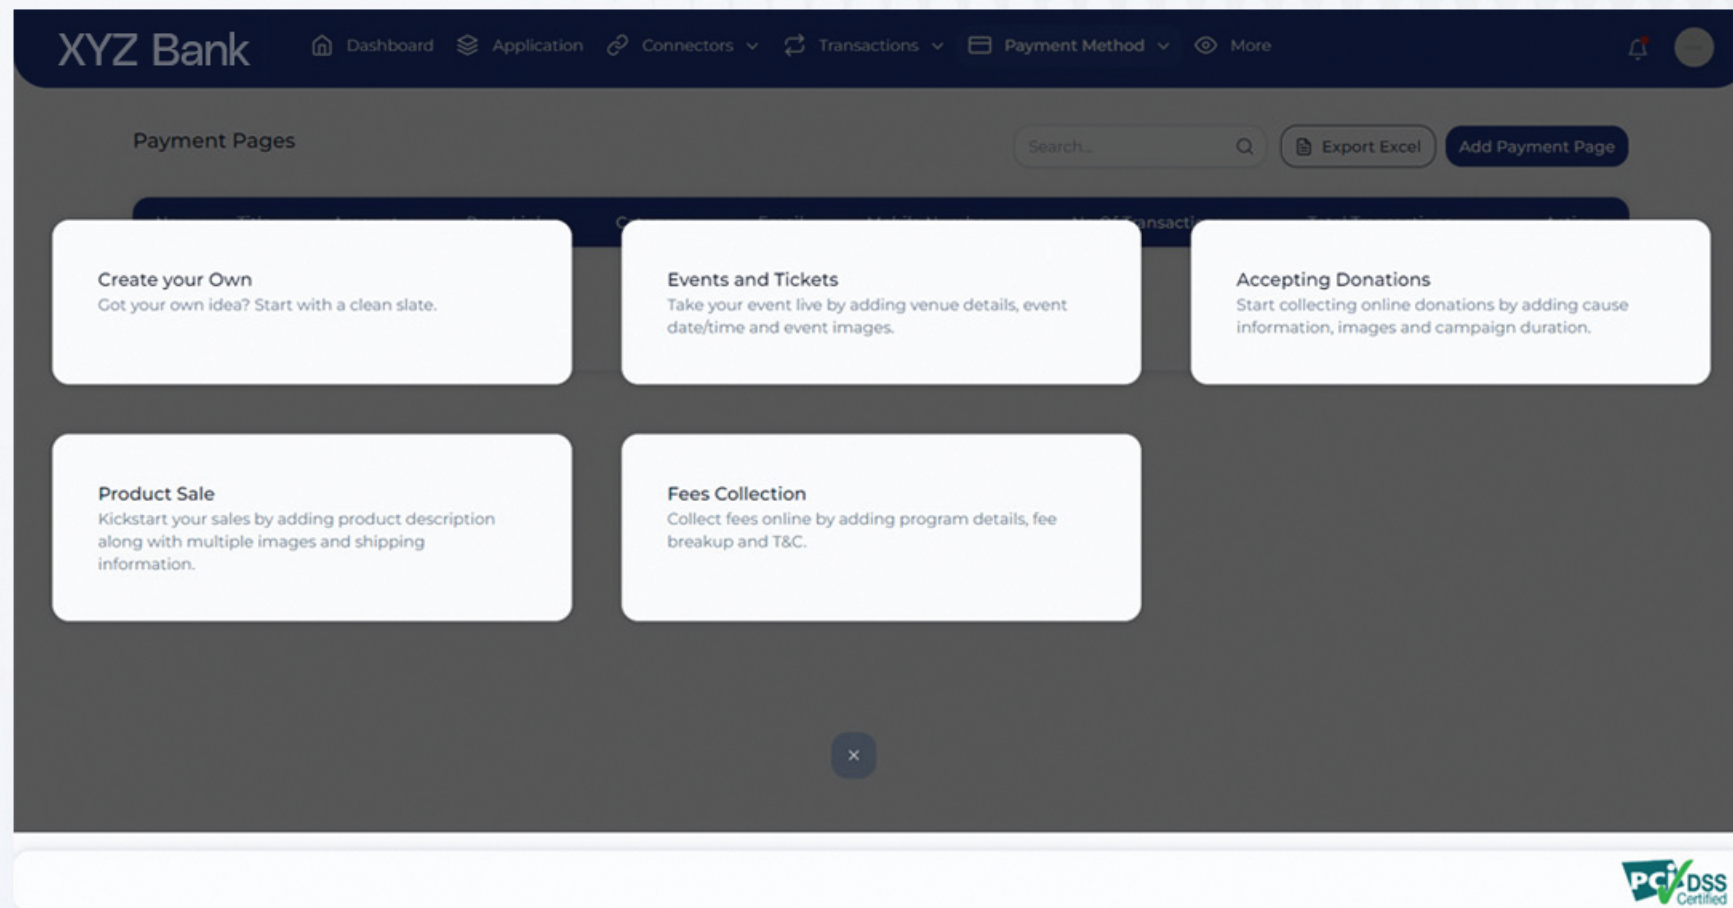 XYZ Bank
Dashboard
Application
Connectors
Transactions
Payment Method
More
Payment Pages
Search...
Export Excel
Add Payment Page
Create your Own
Got your own idea? Start with a clean slate.
Events and Tickets
Take your event live by adding venue details, event
date/time and event images.
Accepting Donations
Start collecting online donations by adding cause
information, images and campaign duration.
Product Sale
Kickstart your sales by adding product description
along with multiple images and shipping
information.
Fees Collection
Collect fees online by adding program details, fee
breakup and T&C.
PCI DSS
Certified